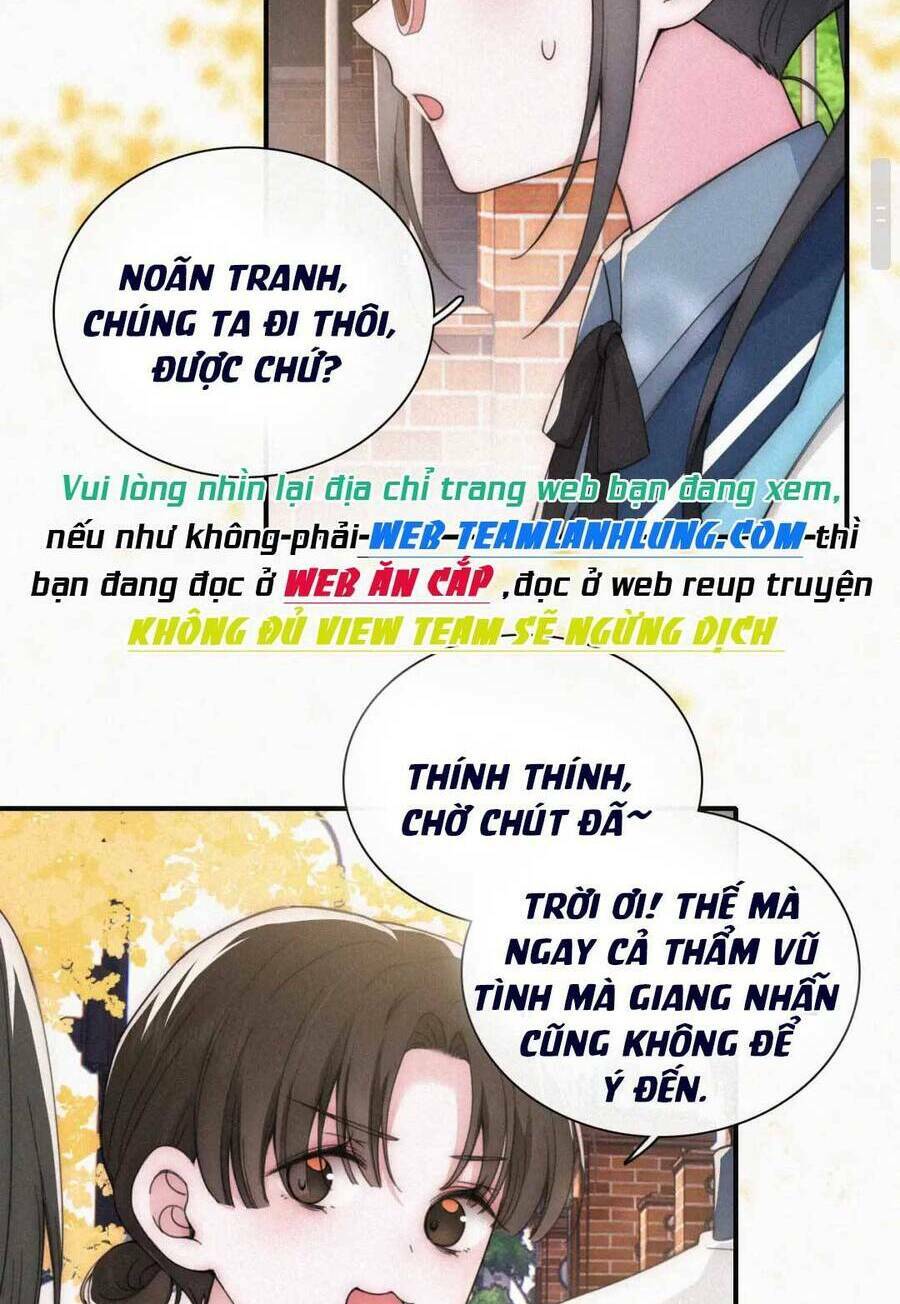 NOÃN TRANH,
CHÚNG TA ĐI THÔI,
ĐƯỢC CHỨ?
Vui lòng nhìn lại địa chỉ trang web bạn đang xem,
nếu như không phải WEB-TEAMLANHLUNG.COM thì
bạn đang đọc ở WEB ĂN CẮP ,đọc ở web reup truyện
KHÔNG ĐỦ VIEW TEAM SẼ NGỪNG DỊCH
THÍNH THÍNH,
CHỜ CHÚT ĐÃ~
TRỜI ƠI! THẾ MÀ
NGAY CẢ THẨM VŨ
TÌNH MÀ GIANG NHẪN
CŨNG KHÔNG ĐỂ
Ý ĐẾN.